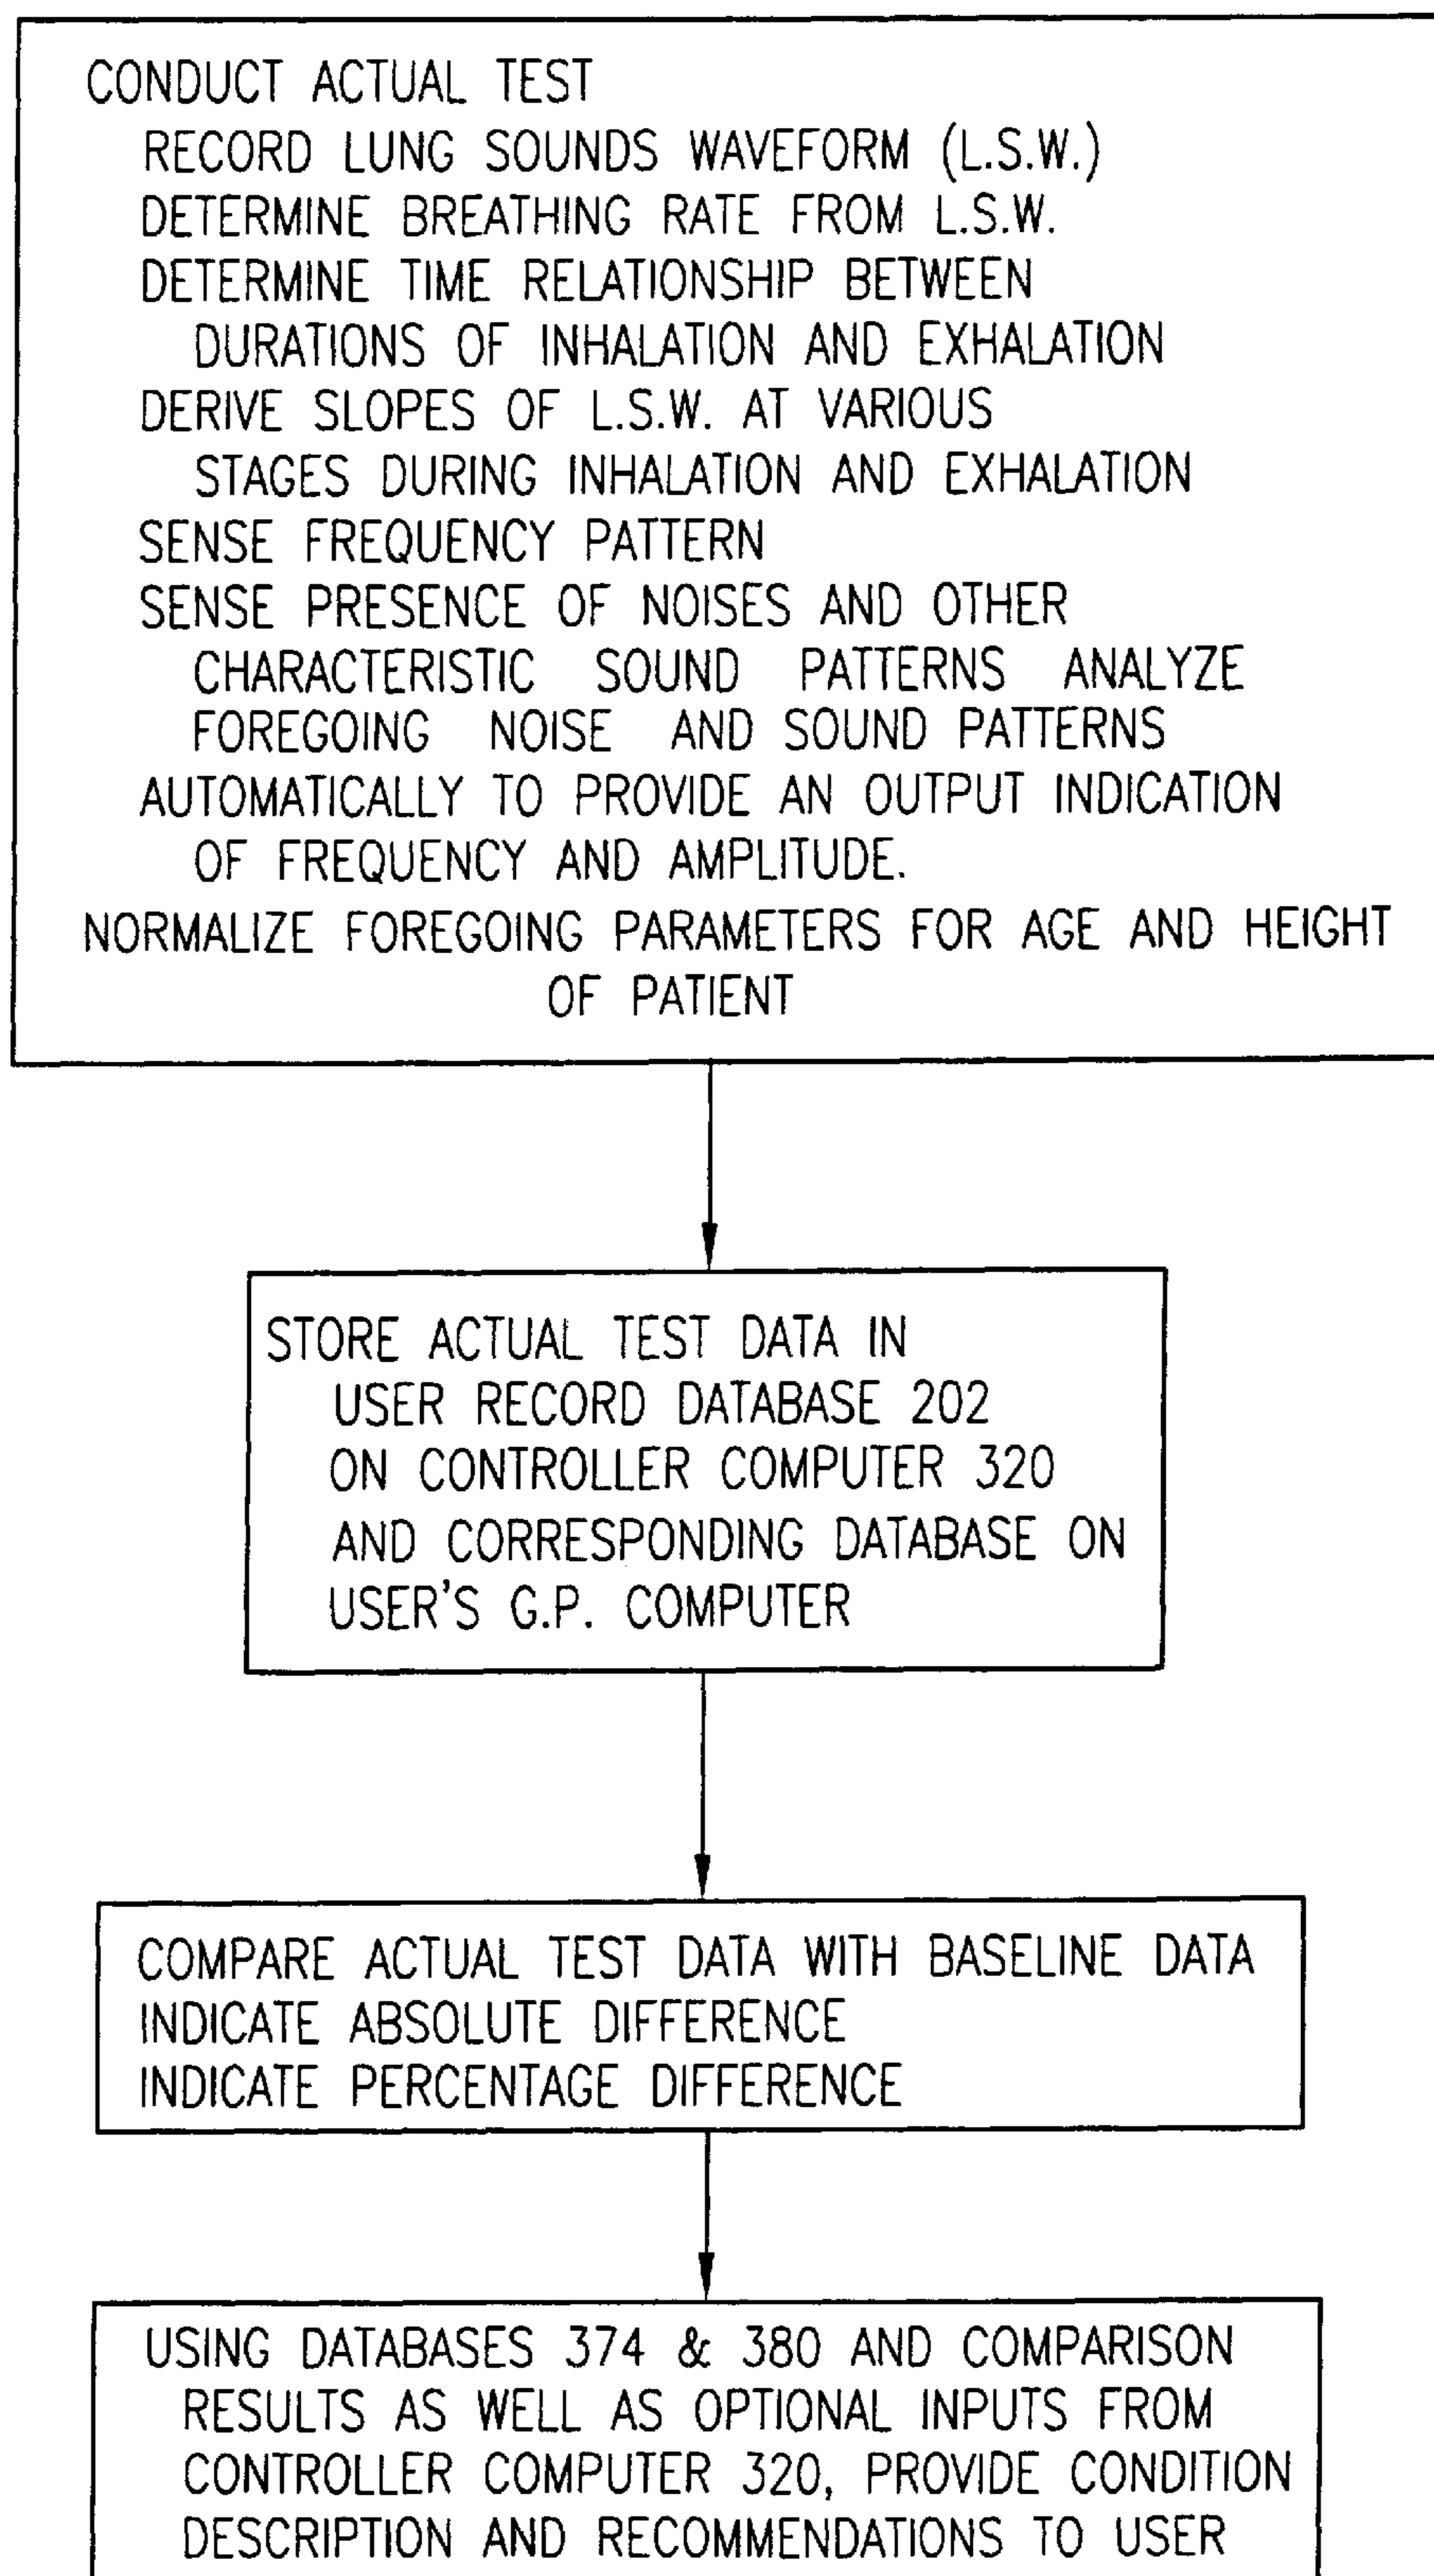 CONDUCT ACTUAL TEST
RECORD LUNG SOUNDS WAVEFORM (L.S.W.)
DETERMINE BREATHING RATE FROM L.S.W.
DETERMINE TIME RELATIONSHIP BETWEEN
DURATIONS OF INHALATION AND EXHALATION
DERIVE SLOPES OF L.S.W. AT VARIOUS
STAGES DURING INHALATION AND EXHALATION
SENSE FREQUENCY PATTERN
SENSE PRESENCE OF NOISES AND OTHER
CHARACTERISTIC SOUND PATTERNS ANALYZE
FOREGOING NOISE AND SOUND PATTERNS
AUTOMATICALLY TO PROVIDE AN OUTPUT INDICATION
OF FREQUENCY AND AMPLITUDE.
NORMALIZE FOREGOING PARAMETERS FOR AGE AND HEIGHT
OF PATIENT
STORE ACTUAL TEST DATA IN
USER RECORD DATABASE 202
ON CONTROLLER COMPUTER 320
AND CORRESPONDING DATABASE ON
USER'S G.P. COMPUTER
COMPARE ACTUAL TEST DATA WITH BASELINE DATA
INDICATE ABSOLUTE DIFFERENCE
INDICATE PERCENTAGE DIFFERENCE
USING DATABASES 374 & 380 AND COMPARISON
RESULTS AS WELL AS OPTIONAL INPUTS FROM
CONTROLLER COMPUTER 320, PROVIDE CONDITION
DESCRIPTION AND RECOMMENDATIONS TO USER